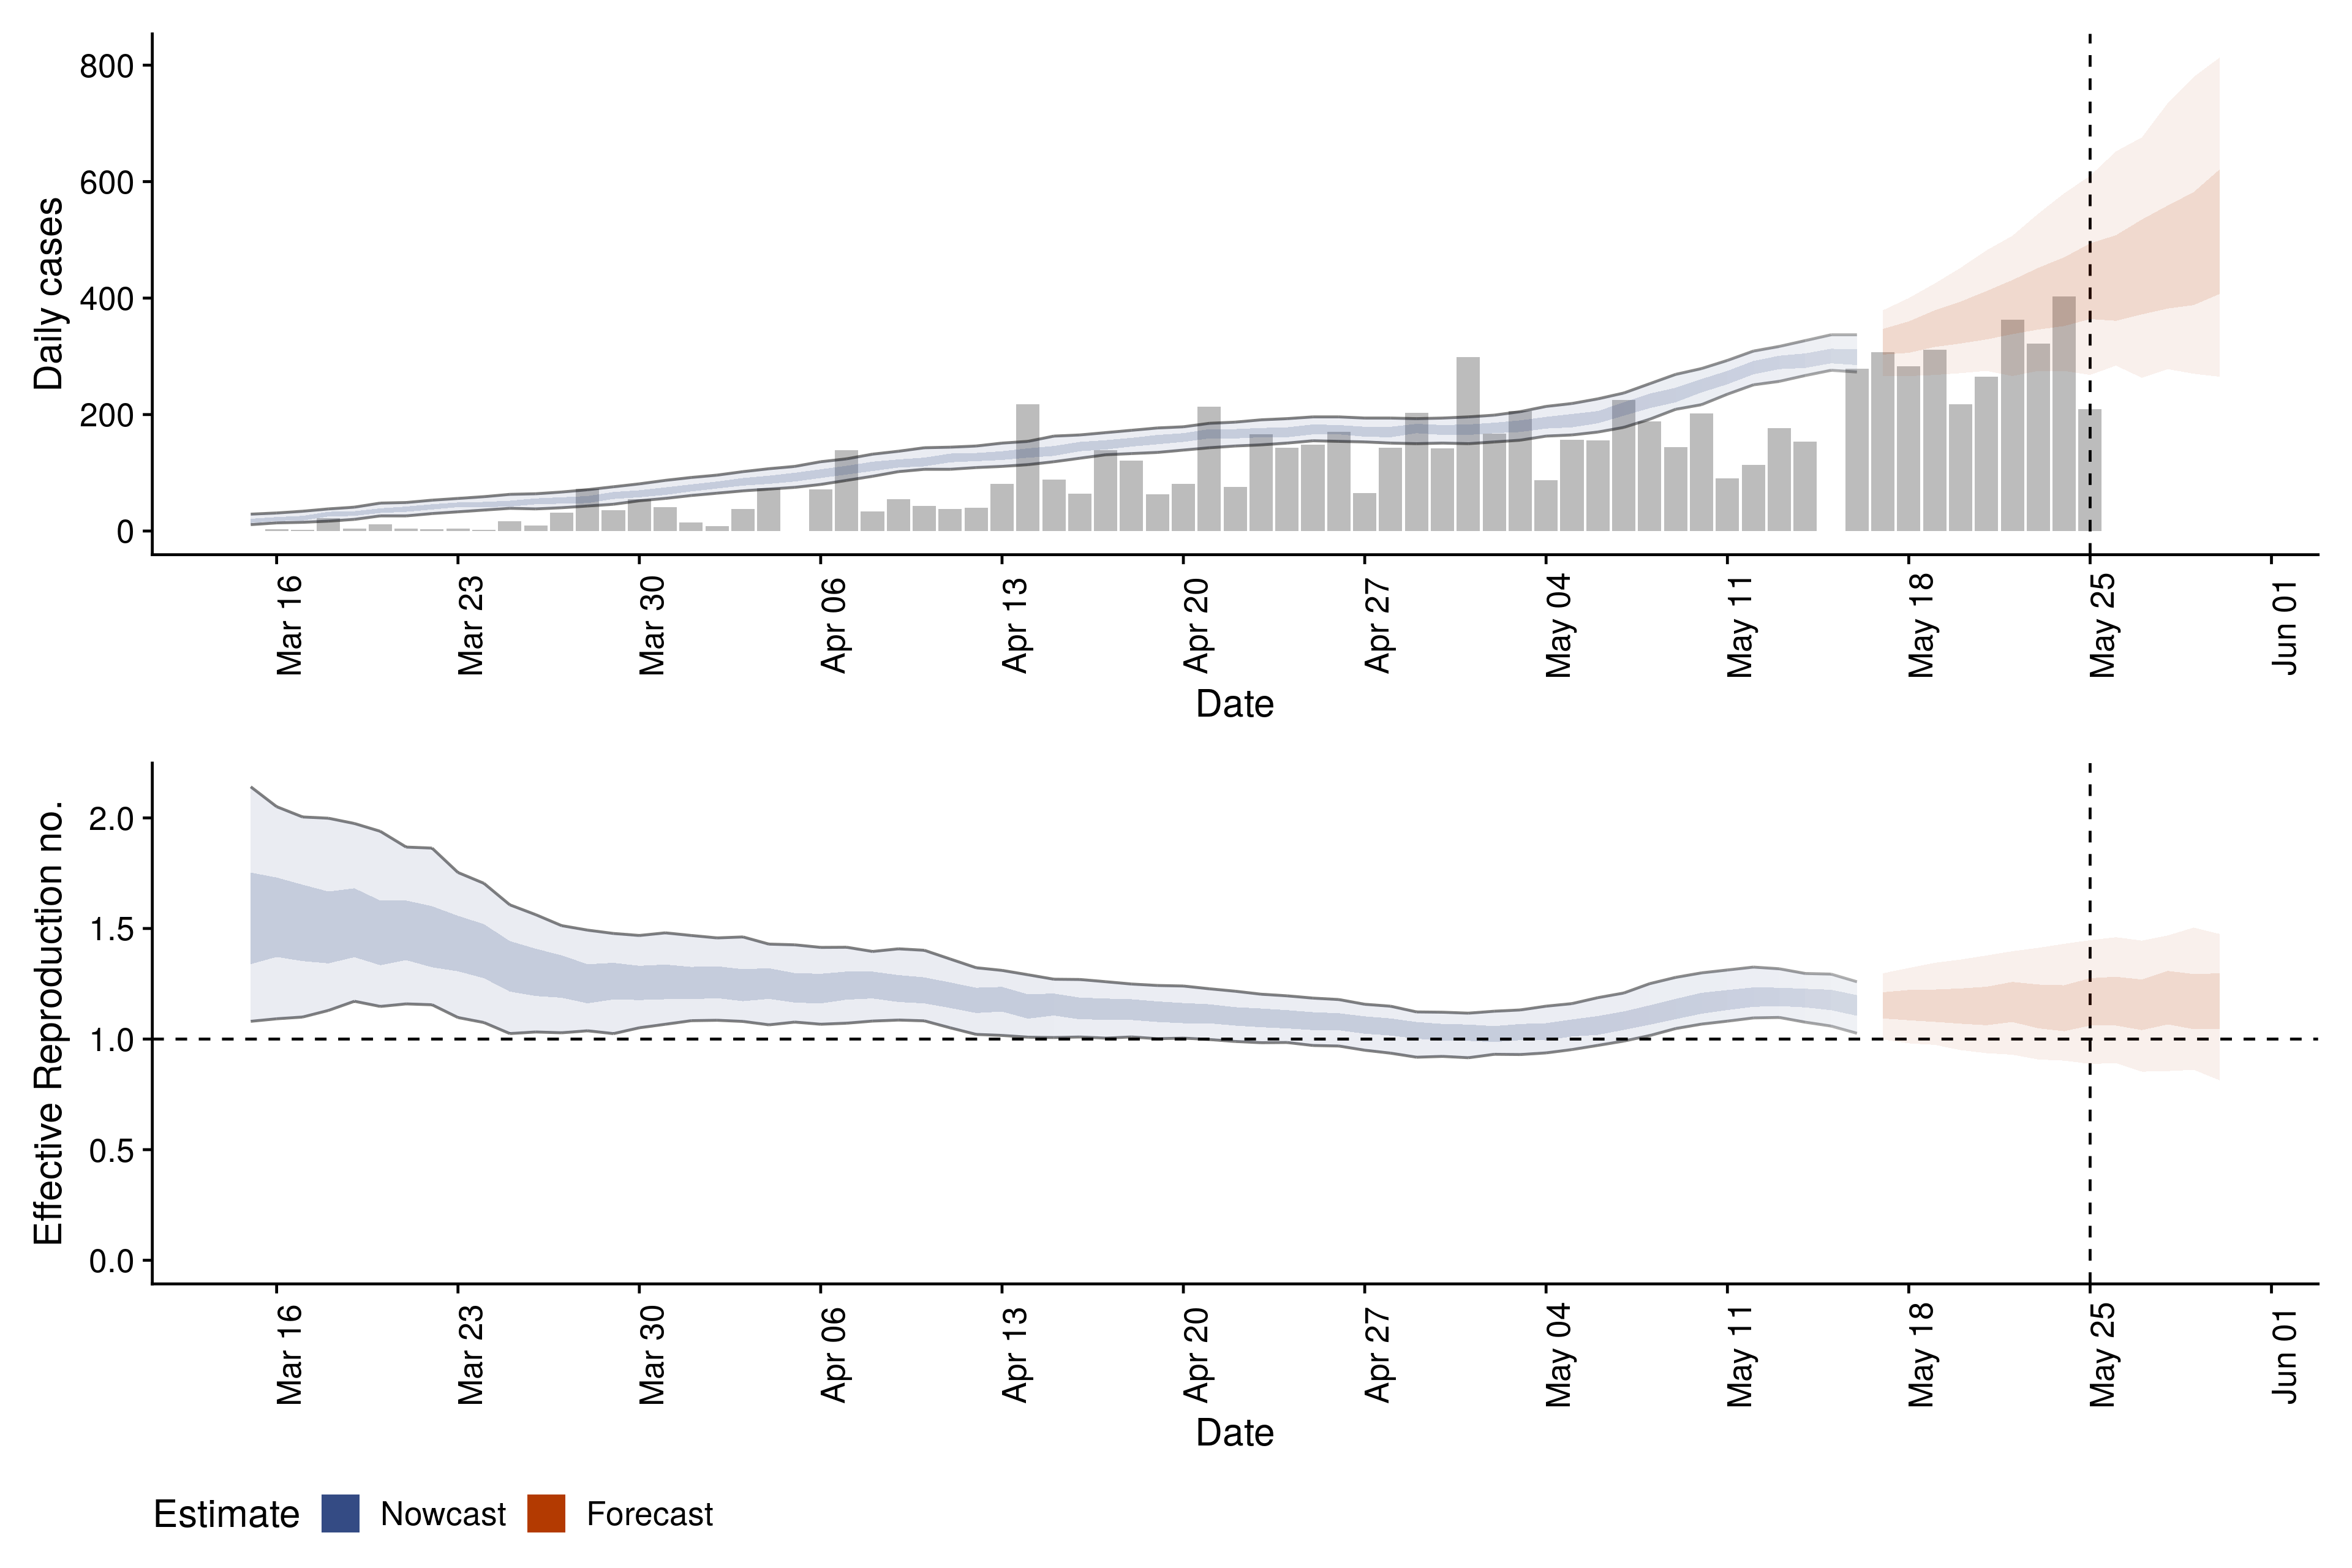 Daily cases
800
600
400
200
0
Mar 16
Mar 23
Mar 30
Apr 06
Apr 13
Apr 20
Apr 27
May 04
May 11
May 18
May 25
Jun 01
Date
Effective Reproduction no.
2.0
1.5
1.0
0.5
0.0
Mar 16
Mar 23
Mar 30
Apr 06
Apr 13
Apr 20
Apr 27
May 04
May 11
May 18
May 25
Jun 01
Date
Estimate Nowcast Forecast